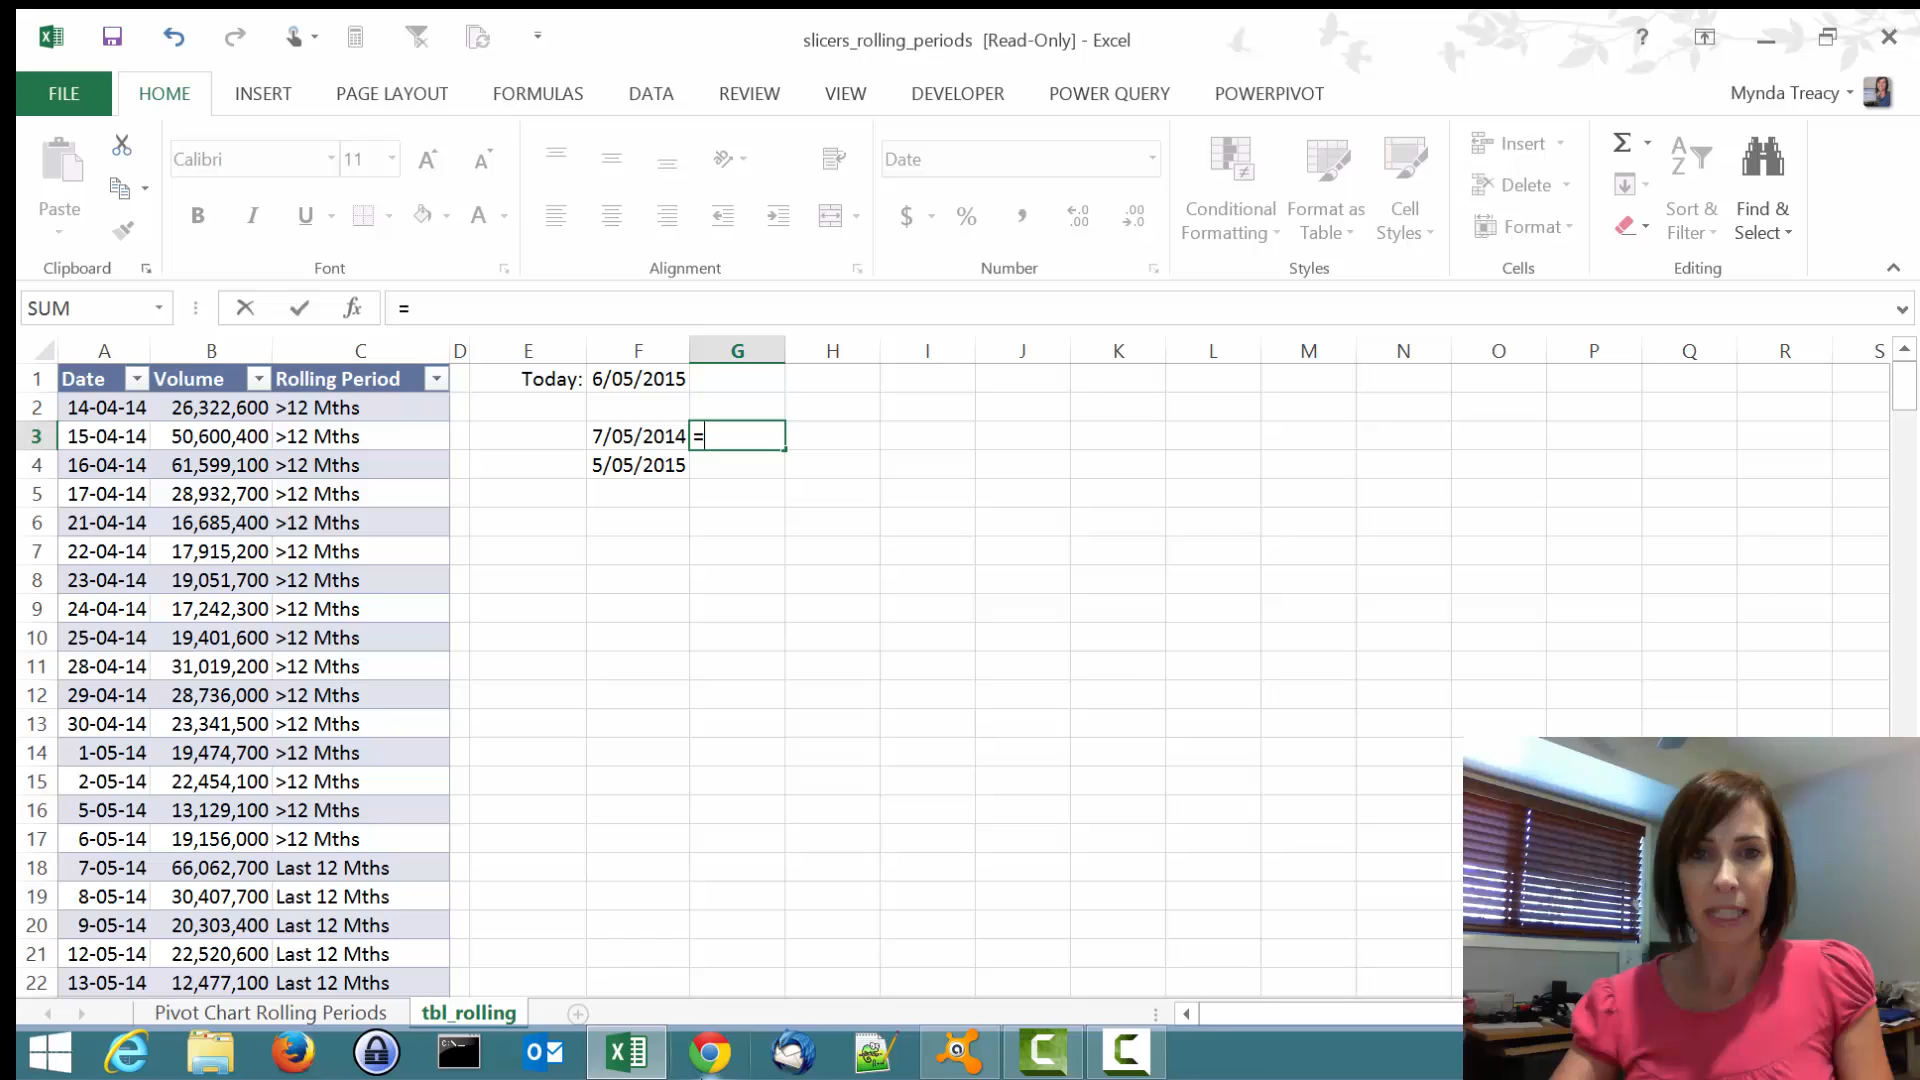 slicers_rolling_periods [Read-Only] - Excel
?
FILE HOME INSERT PAGE LAYOUT FORMULAS DATA REVIEW VIEW DEVELOPER POWER QUERY POWERPIVOT Mynda Treacy
Calibri 11 Date
Paste B I U A $ % , Conditional Formatting Format as Table Cell Styles Insert Delete Format Sort & Filter Find & Select
Clipboard Font Alignment Number Styles Cells Editing
SUM fx =
A B C D E F G H I J K L M N O P Q R S
1 Date Volume Rolling Period Today: 6/05/2015
2 14-04-14 26,322,600 >12 Mths
3 15-04-14 50,600,400 >12 Mths 7/05/2014 =
4 16-04-14 61,599,100 >12 Mths 5/05/2015
5 17-04-14 28,932,700 >12 Mths
6 21-04-14 16,685,400 >12 Mths
7 22-04-14 17,915,200 >12 Mths
8 23-04-14 19,051,700 >12 Mths
9 24-04-14 17,242,300 >12 Mths
10 25-04-14 19,401,600 >12 Mths
11 28-04-14 31,019,200 >12 Mths
12 29-04-14 28,736,000 >12 Mths
13 30-04-14 23,341,500 >12 Mths
14 1-05-14 19,474,700 >12 Mths
15 2-05-14 22,454,100 >12 Mths
16 5-05-14 13,129,100 >12 Mths
17 6-05-14 19,156,000 >12 Mths
18 7-05-14 66,062,700 Last 12 Mths
19 8-05-14 30,407,700 Last 12 Mths
20 9-05-14 20,303,400 Last 12 Mths
21 12-05-14 22,520,600 Last 12 Mths
22 13-05-14 12,477,100 Last 12 Mths
Pivot Chart Rolling Periods tbl_rolling